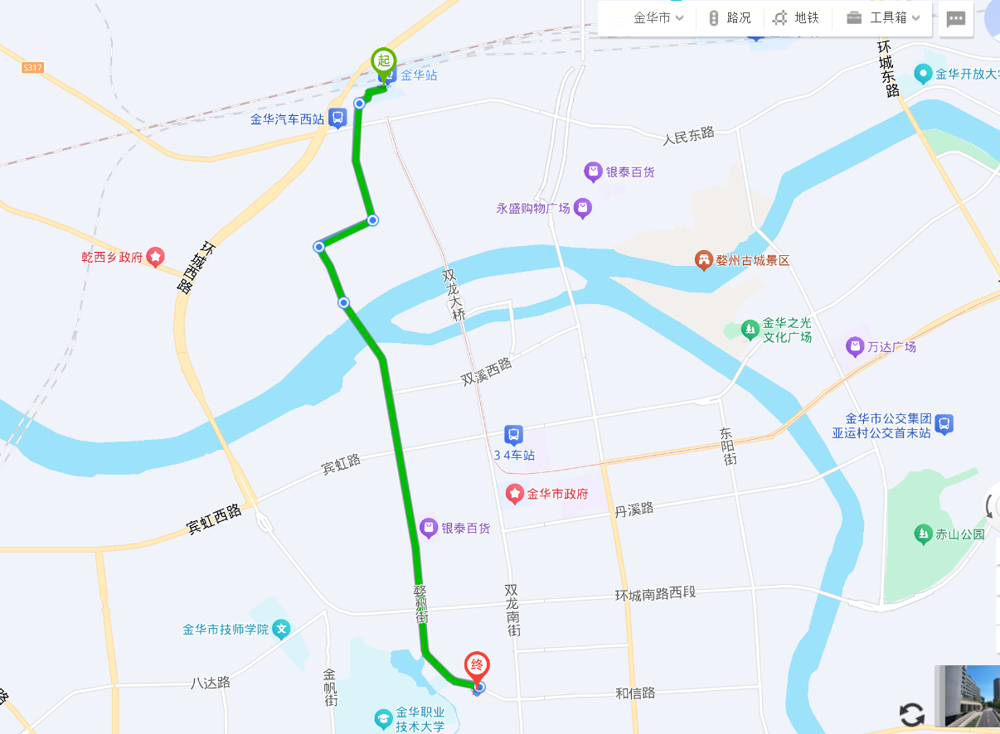 金华市
路况
地铁
工具箱
S317
起
金华站
金华汽车西站
环城东路
金华开放大
人民东路
银泰百货
永盛购物广场
乾西乡政府
环城西路
双龙大桥
婺州古城景区
金华之光
文化广场
万达广场
双溪西路
金华市公交集团
亚运村公交首末站
东阳街
3 4车站
宾虹路
金华市政府
丹溪路
宾虹西路
银泰百货
赤山公园
婺州街
双龙南街
环城南路西段
金华市技师学院
文
终
金帆街
八达路
和信路
金华职业
技术大学